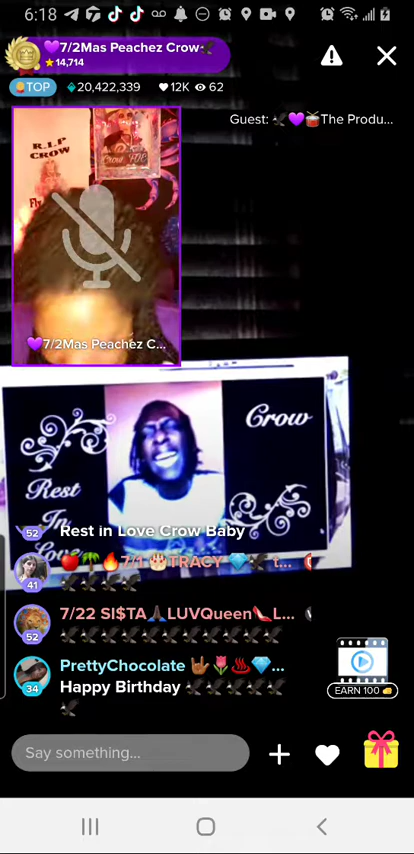 6:18
💜7/2Mas Peachez Crow
14,714
TOP 20,422,339 12K 62
Guest: 💜🥁The Produ...
R.I.P
CROW
Crow
Fly
💜7/2Mas Peachez C...
Crow
Rest
In
Love
52 Rest in Love Crow Baby
🍎🌴🔥7/1🎂TRACY💎 t...
41
7/22 SI$TA🙏🏿LUVQueen👠L...
52
PrettyChocolate 🤟🏾🌷♨️💎...
34 Happy Birthday
EARN 100
Say something...